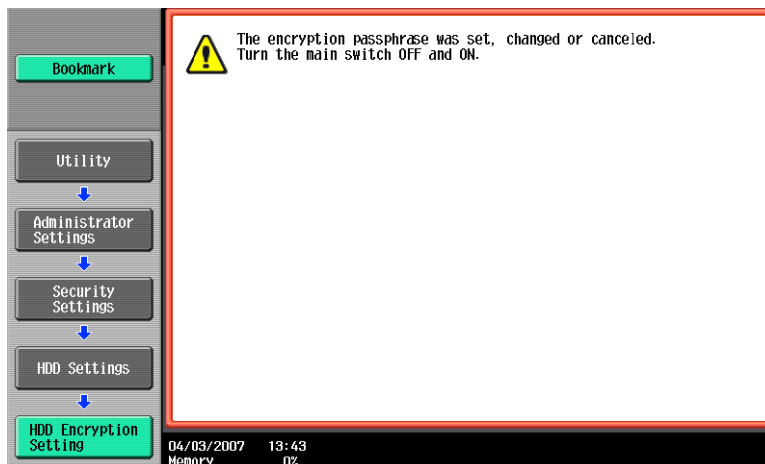 Bookmark
Utility
Administrator
Settings
Security
Settings
HDD Settings
HDD Encryption
Setting
The encryption passphrase was set, changed or canceled.
Turn the main switch OFF and ON.
04/03/2007 13:43
Memory 0%